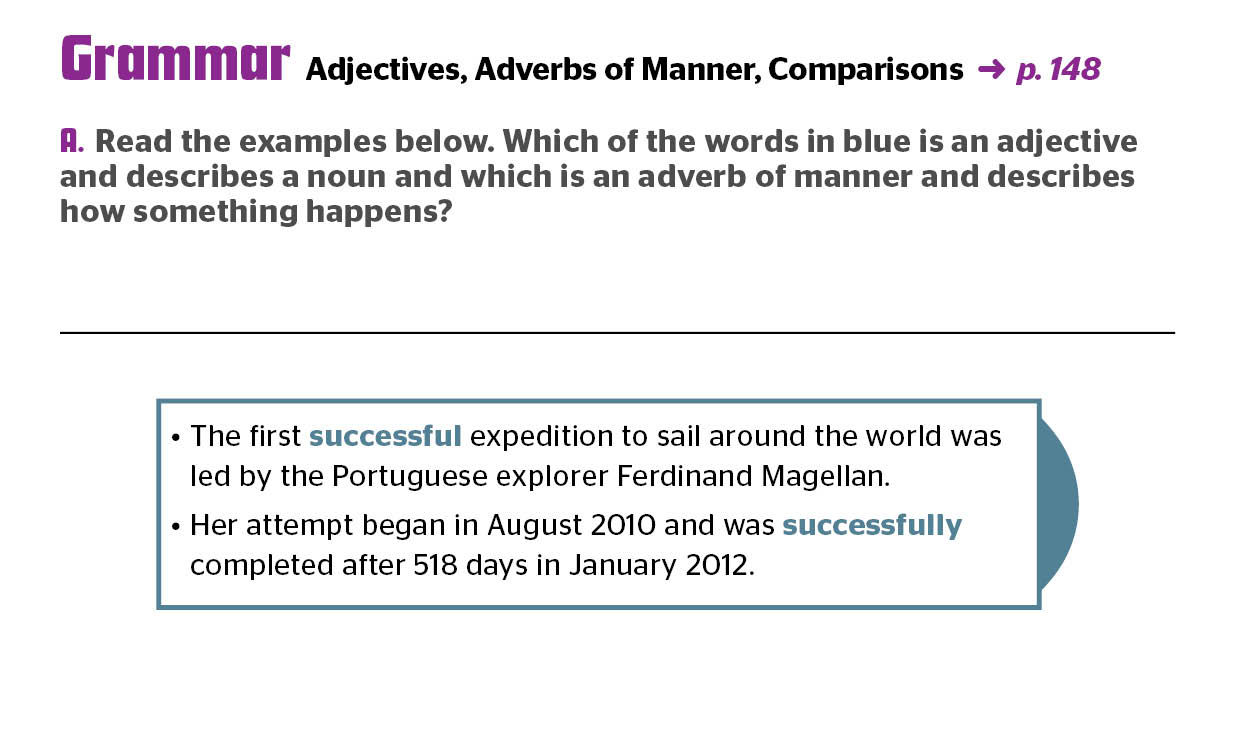 Grammar Adjectives, Adverbs of Manner, Comparisons ➜ p. 148
A. Read the examples below. Which of the words in blue is an adjective
and describes a noun and which is an adverb of manner and describes
how something happens?
• The first successful expedition to sail around the world was
led by the Portuguese explorer Ferdinand Magellan.
• Her attempt began in August 2010 and was successfully
completed after 518 days in January 2012.